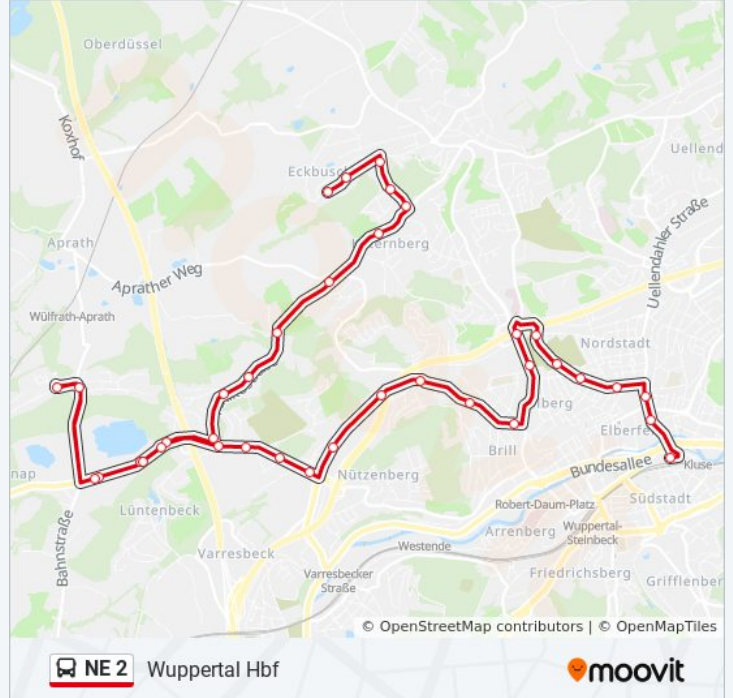 Oberdüssel
Koxhof
Uellend
Eckbusc
Uellendahler Straße
Aprath
Aprather Weg
Wülfrath-Aprath
Nordstadt
Elberfe
Brill
nap
Nützenberg
Bundesallee
Kluse
Lüntenbeck
Robert-Daum-Platz
Südstadt
Arrenberg
Wuppertal-
Steinbeck
Bahnstraße
Varresbeck
Westende
Varresbecker
Straße
Friedrichsberg
Grifflenber
© OpenStreetMap contributors | © OpenMapTiles
NE 2 Wuppertal Hbf
moovit